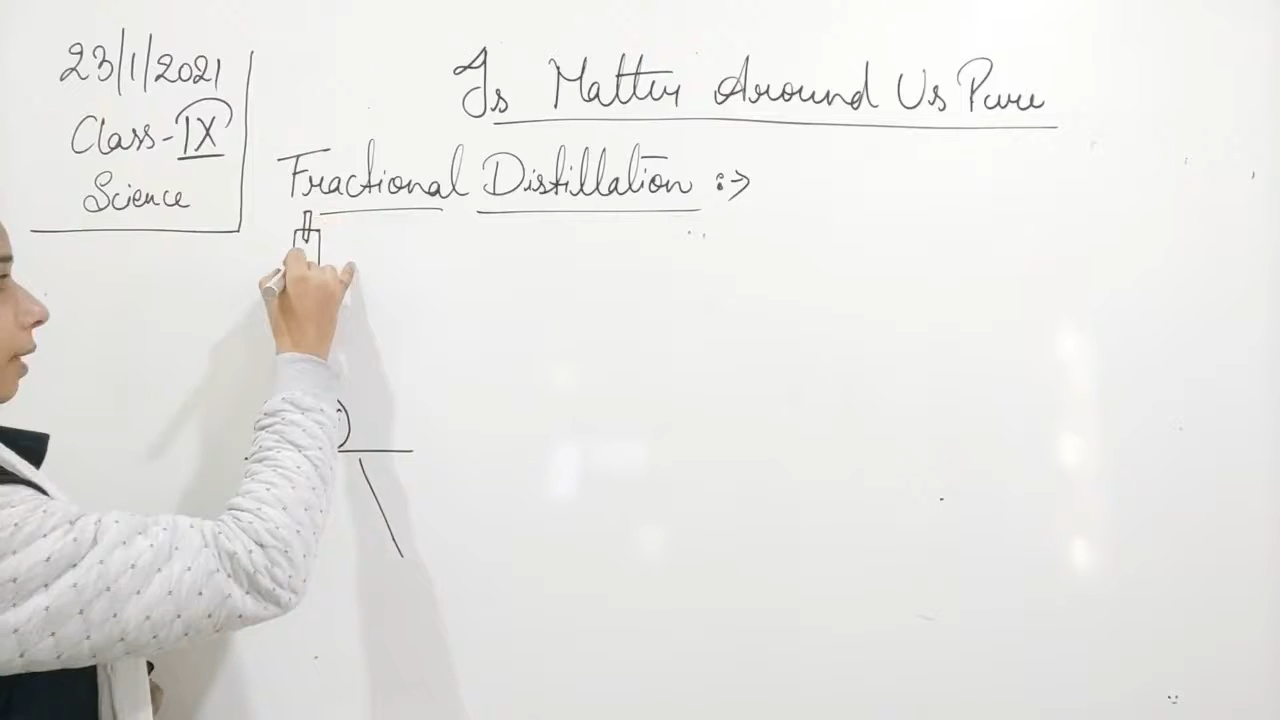 23/1/2021
Class-IX
Science
Is Matter Around Us Pure
Fractional Distillation :->